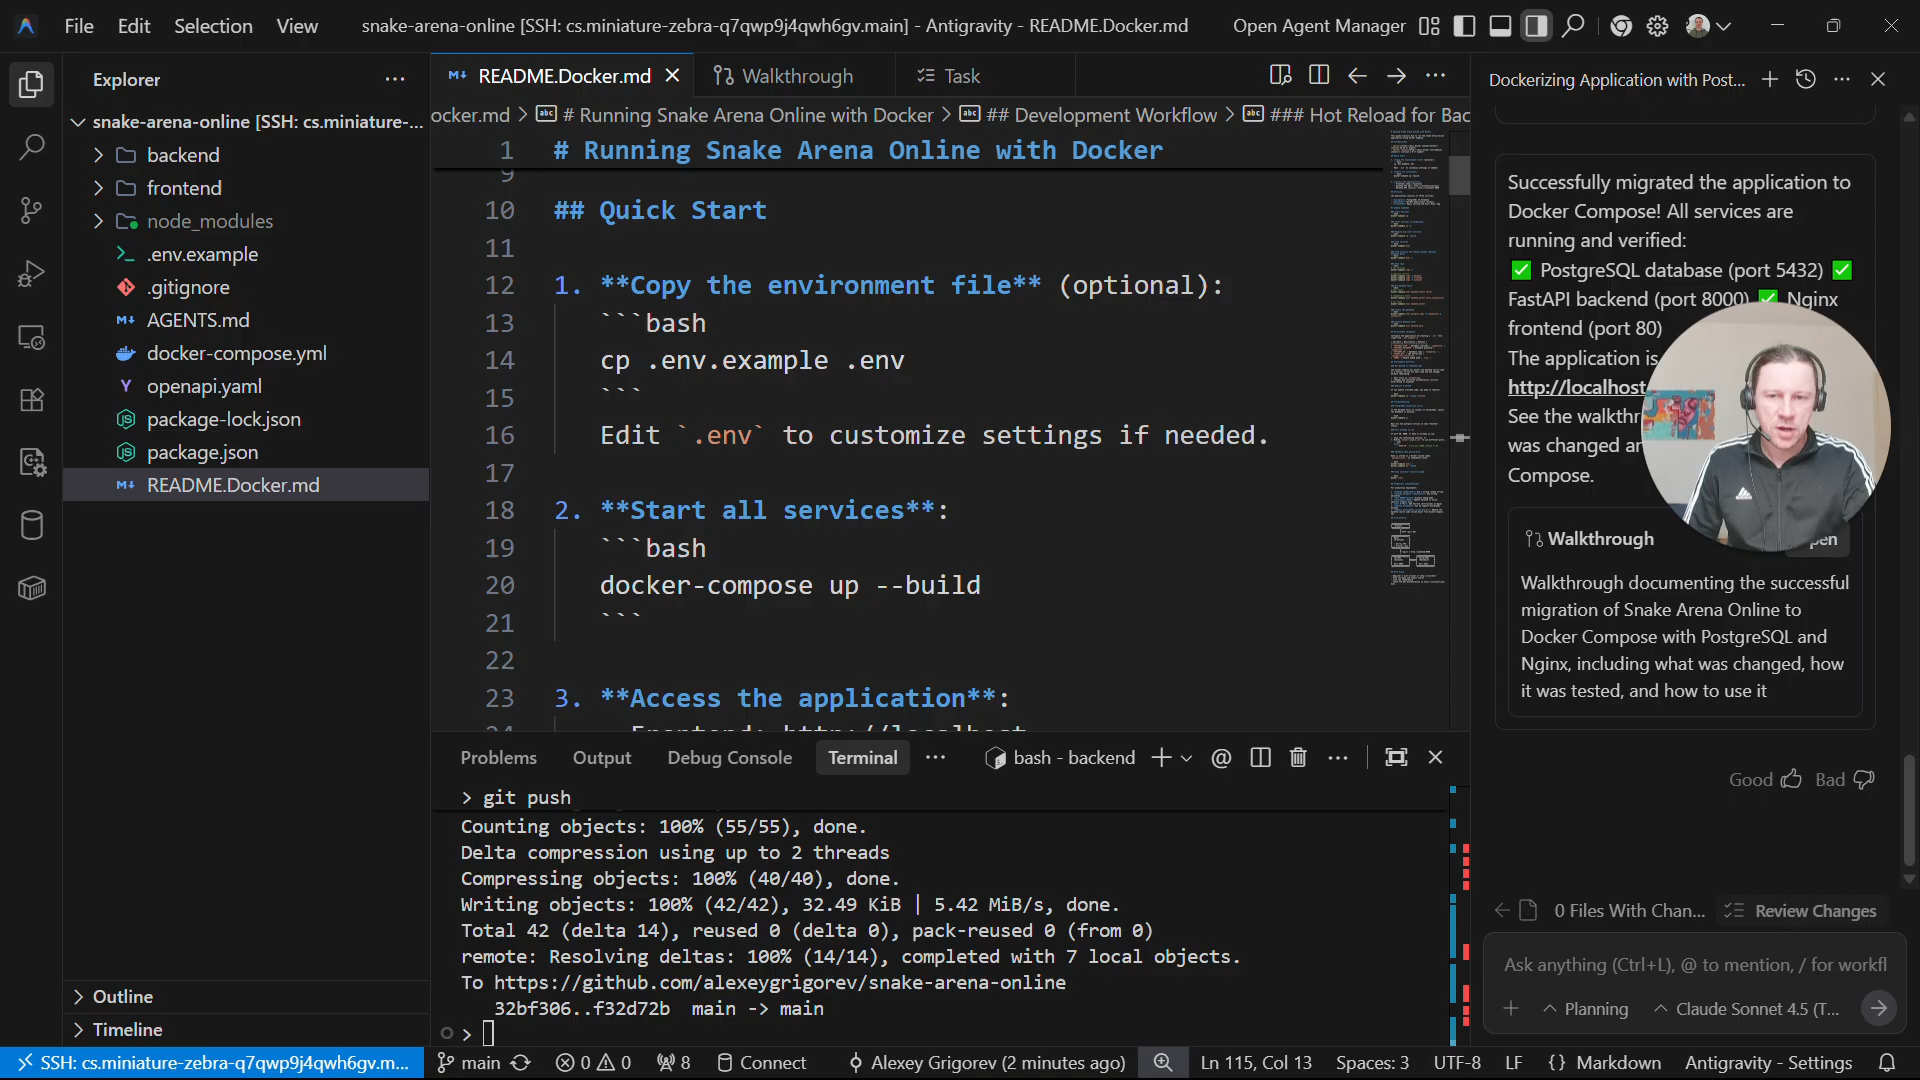 File Edit Selection View
snake-arena-online [SSH: cs.miniature-zebra-q7qwp9j4qwh6gv.main] - Antigravity - README.Docker.md
Open Agent Manager
Explorer
snake-arena-online [SSH: cs.miniature-...
backend
frontend
node_modules
.env.example
.gitignore
AGENTS.md
docker-compose.yml
openapi.yaml
package-lock.json
package.json
README.Docker.md
Outline
Timeline
README.Docker.md
Walkthrough
Task
ocker.md > # Running Snake Arena Online with Docker > ## Development Workflow > ### Hot Reload for Bac
1 # Running Snake Arena Online with Docker
9
10 ## Quick Start
11
12 1. **Copy the environment file** (optional):
13 ```bash
14 cp .env.example .env
15 ```
16 Edit `.env` to customize settings if needed.
17
18 2. **Start all services**:
19 ```bash
20 docker-compose up --build
21 ```
22
23 3. **Access the application**:
24 - Frontend: http://localhost
Problems Output Debug Console Terminal
bash - backend
> git push
Counting objects: 100% (55/55), done.
Delta compression using up to 2 threads
Compressing objects: 100% (40/40), done.
Writing objects: 100% (42/42), 32.49 KiB | 5.42 MiB/s, done.
Total 42 (delta 14), reused 0 (delta 0), pack-reused 0 (from 0)
remote: Resolving deltas: 100% (14/14), completed with 7 local objects.
To https://github.com/alexeygrigorev/snake-arena-online
32bf306..f32d72b main -> main
>
Dockerizing Application with Post...
Successfully migrated the application to
Docker Compose! All services are
running and verified:
✅ PostgreSQL database (port 5432) ✅
FastAPI backend (port 8000) ✅ Nginx
frontend (port 80)
The application is
http://localhost
See the walkthr
was changed an
Compose.
Walkthrough
pen
Walkthrough documenting the successful
migration of Snake Arena Online to
Docker Compose with PostgreSQL and
Nginx, including what was changed, how
it was tested, and how to use it
Good Bad
0 Files With Chan... Review Changes
Ask anything (Ctrl+L), @ to mention, / for workfl
Planning Claude Sonnet 4.5 (T...
SSH: cs.miniature-zebra-q7qwp9j4qwh6gv.m... main 0 0 8 Connect Alexey Grigorev (2 minutes ago) Ln 115, Col 13 Spaces: 3 UTF-8 LF {} Markdown Antigravity - Settings